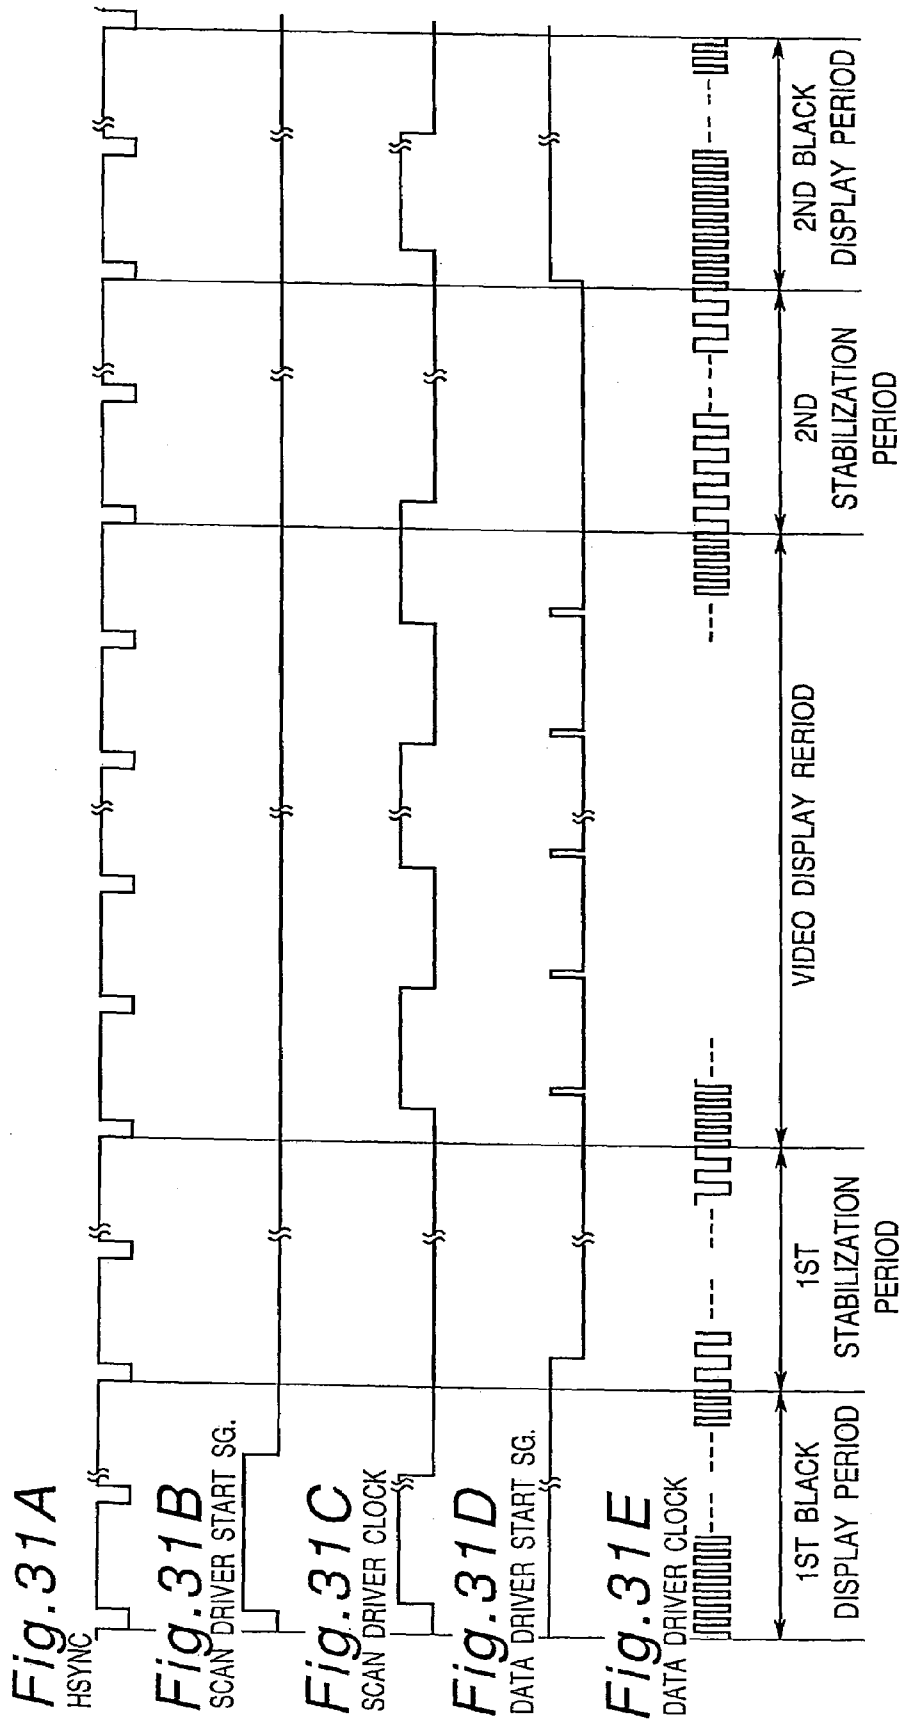 Fig.31A
HSYNC
Fig.31B
SCAN DRIVER START SG.
Fig.31C
SCAN DRIVER CLOCK
Fig.31D
DATA DRIVER START SG.
Fig.31E
DATA DRIVER CLOCK
1ST BLACK
DISPLAY PERIOD
1ST
STABILIZATION
PERIOD
VIDEO DISPLAY RERIOD
2ND
STABILIZATION
PERIOD
2ND BLACK
DISPLAY PERIOD